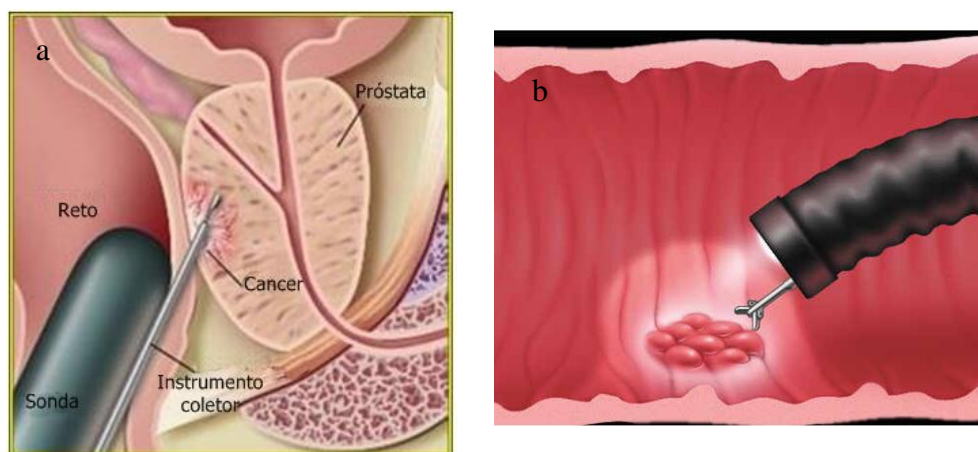 a
b
Próstata
Reto
Cancer
Instrumento
coletor
Sonda